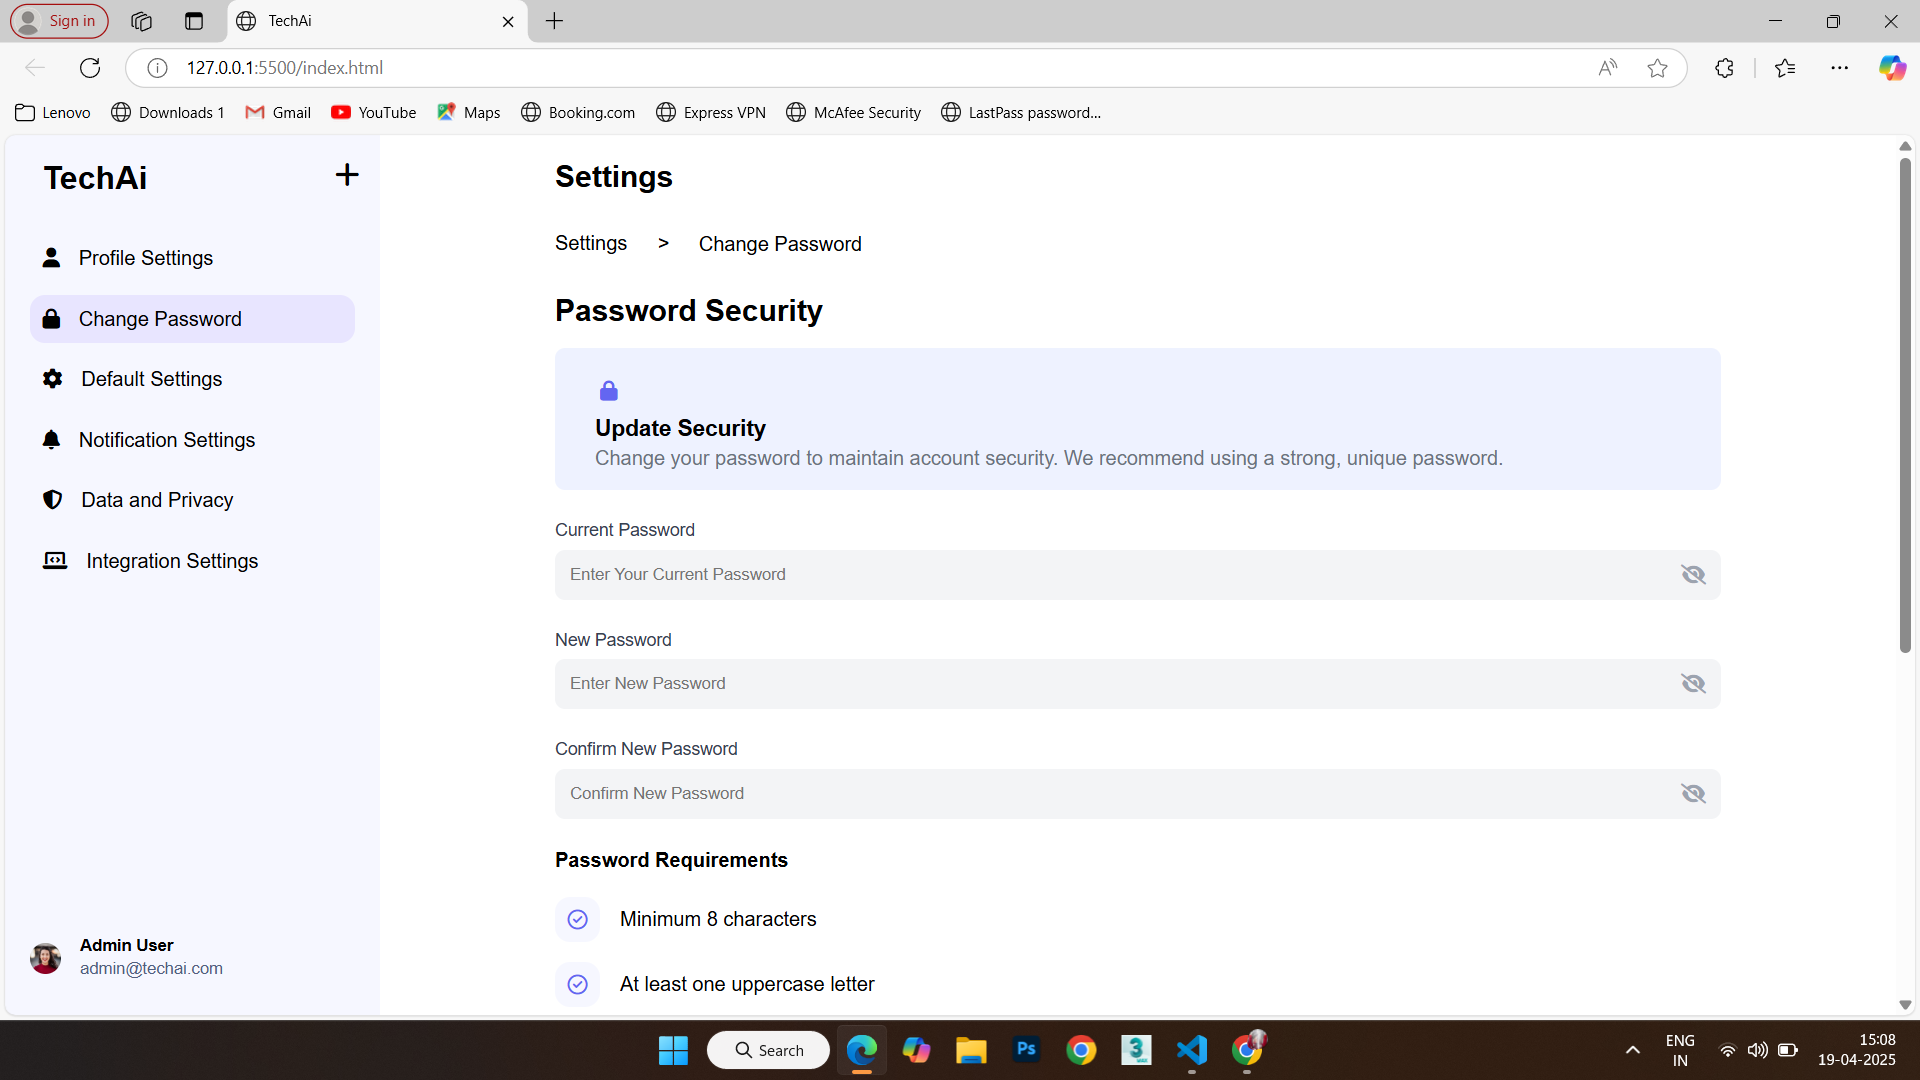 Sign in
TechAi
127.0.0.1:5500/index.html
Lenovo
Downloads 1
Gmail
YouTube
Maps
Booking.com
Express VPN
McAfee Security
LastPass password...
TechAi
Profile Settings
Change Password
Default Settings
Notification Settings
Data and Privacy
Integration Settings
Admin User
admin@techai.com
Settings
Settings > Change Password
Password Security
Update Security
Change your password to maintain account security. We recommend using a strong, unique password.
Current Password
Enter Your Current Password
New Password
Enter New Password
Confirm New Password
Confirm New Password
Password Requirements
Minimum 8 characters
At least one uppercase letter
Search
Ps
3
ENG
IN
15:08
19-04-2025